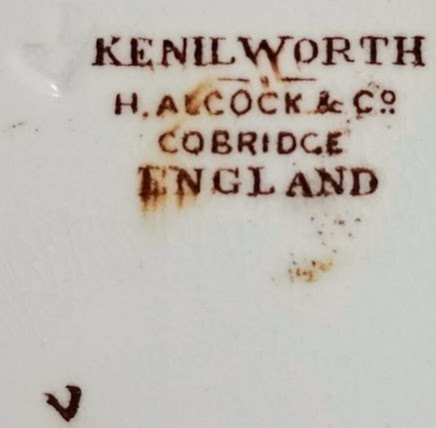 KENILWORTH
H. ALCOCK & Cº
COBRIDGE
ENGLAND